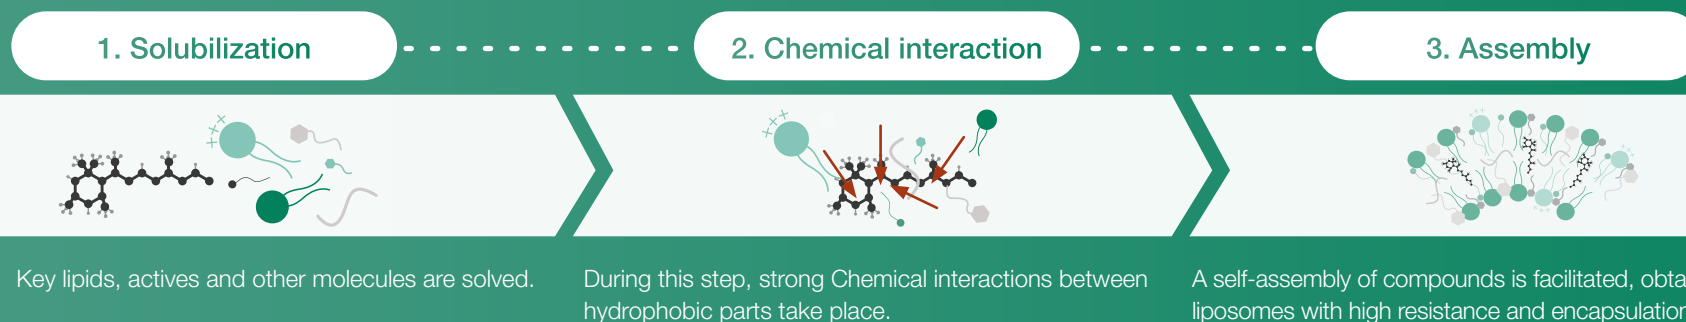 1. Solubilization
2. Chemical interaction
3. Assembly
Key lipids, actives and other molecules are solved.
During this step, strong Chemical interactions between
hydrophobic parts take place.
A self-assembly of compounds is facilitated,
liposomes with high resistance and encapsulation